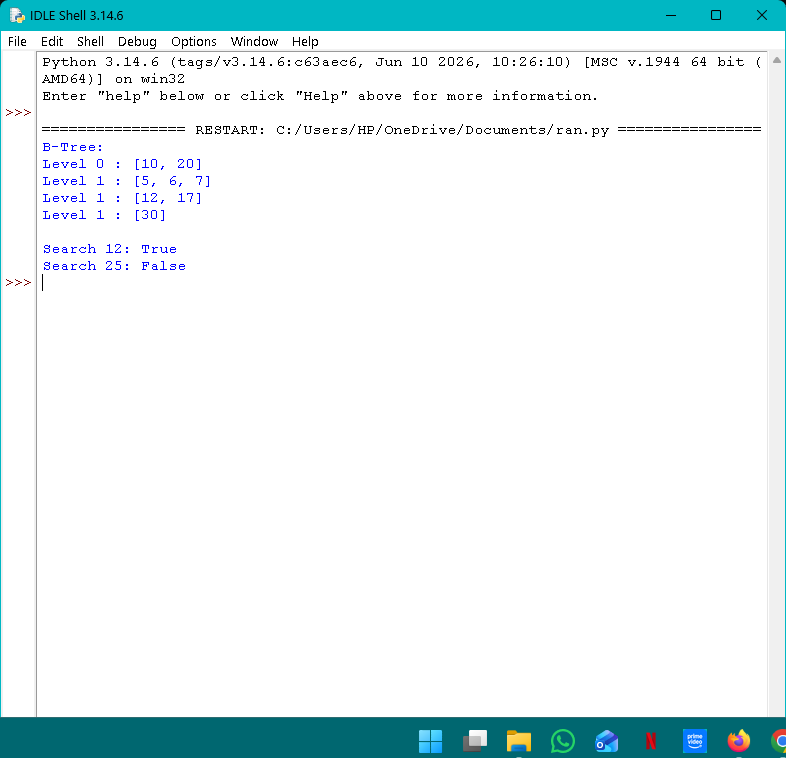 IDLE Shell 3.14.6
File Edit Shell Debug Options Window Help
Python 3.14.6 (tags/v3.14.6:c63aec6, Jun 10 2026, 10:26:10) [MSC v.1944 64 bit (
AMD64)] on win32
Enter "help" below or click "Help" above for more information.
>>>
================ RESTART: C:/Users/HP/OneDrive/Documents/ran.py ================
B-Tree:
Level 0 : [10, 20]
Level 1 : [5, 6, 7]
Level 1 : [12, 17]
Level 1 : [30]
Search 12: True
Search 25: False
>>>
prime
video